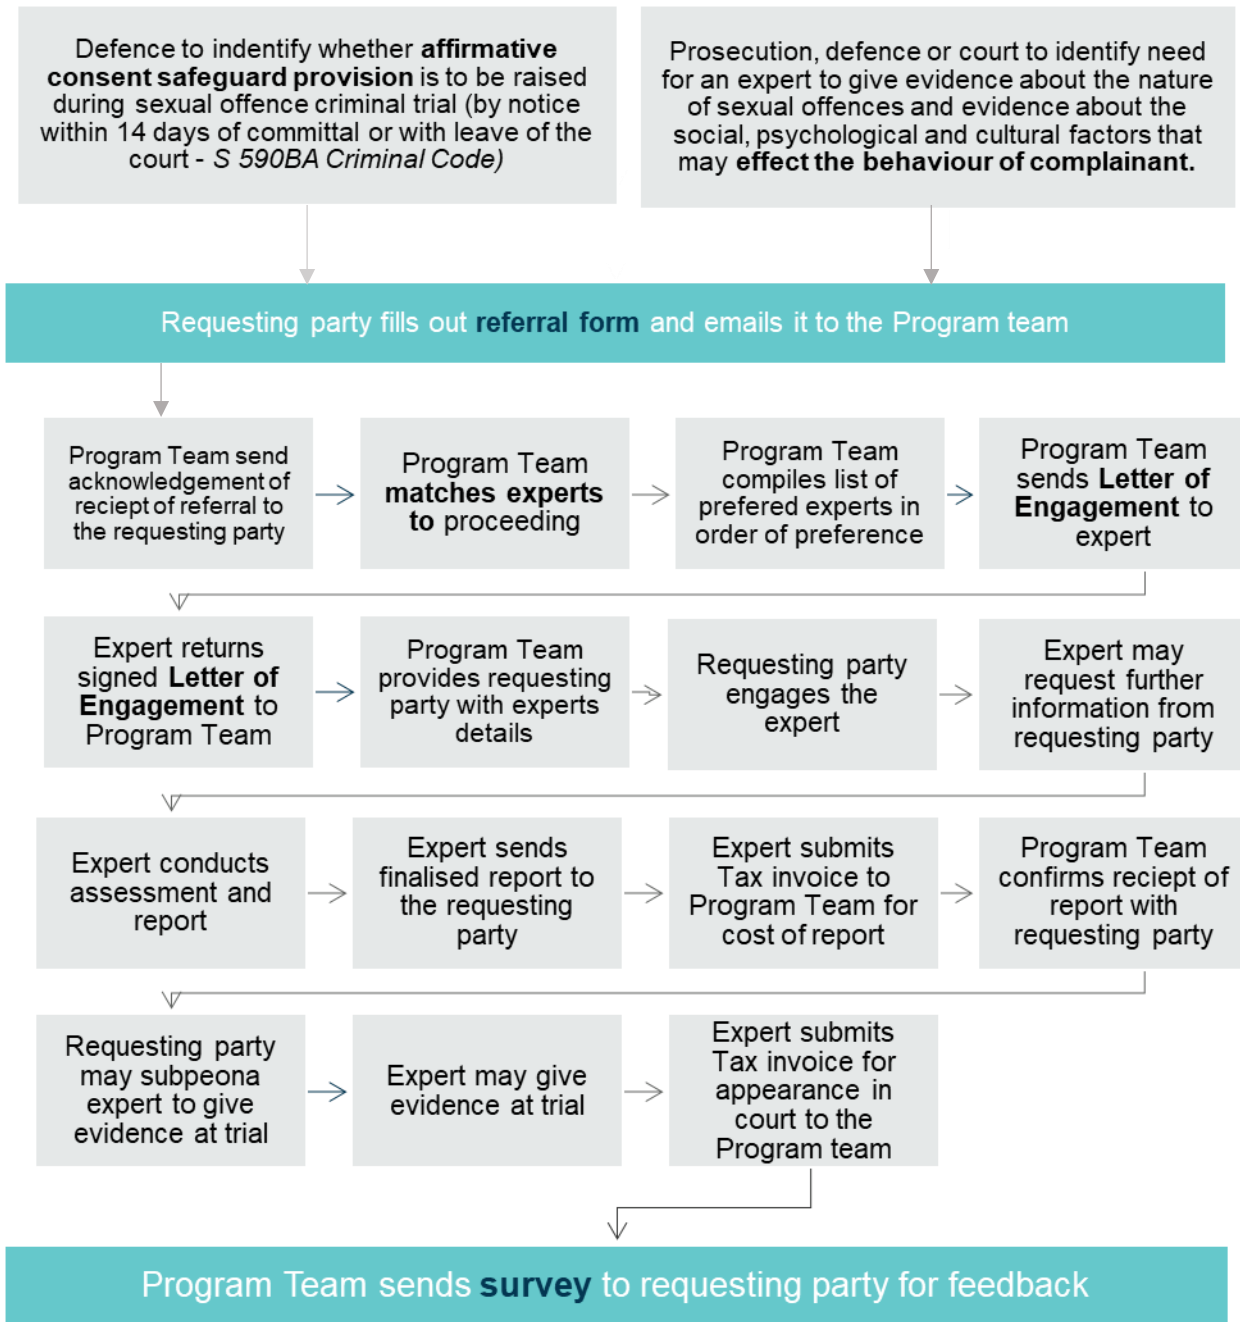 Defence to indentify whether affirmative
consent safeguard provision is to be raised
during sexual offence criminal trial (by notice
within 14 days of committal or with leave of the
court - S 590BA Criminal Code)
Prosecution, defence or court to identify need
for an expert to give evidence about the nature
of sexual offences and evidence about the
social, psychological and cultural factors that
may effect the behaviour of complainant.
Requesting party fills out referral form and emails it to the Program team
Program Team send
acknowledgement of
reciept of referral to
the requesting party
Program Team
matches experts
to proceeding
Program Team
compiles list of
prefered experts in
order of preference
Program Team
sends Letter of
Engagement to
expert
Expert returns
signed Letter of
Engagement to
Program Team
Program Team
provides requesting
party with experts
details
Requesting party
engages the
expert
Expert may
request further
information from
requesting party
Expert conducts
assessment and
report
Expert sends
finalised report to
the requesting
party
Expert submits
Tax invoice to
Program Team for
cost of report
Program Team
confirms reciept of
report with
requesting party
Requesting party
may subpeona
expert to give
evidence at trial
Expert may give
evidence at trial
Expert submits
Tax invoice for
appearance in
court to the
Program team
Program Team sends survey to requesting party for feedback